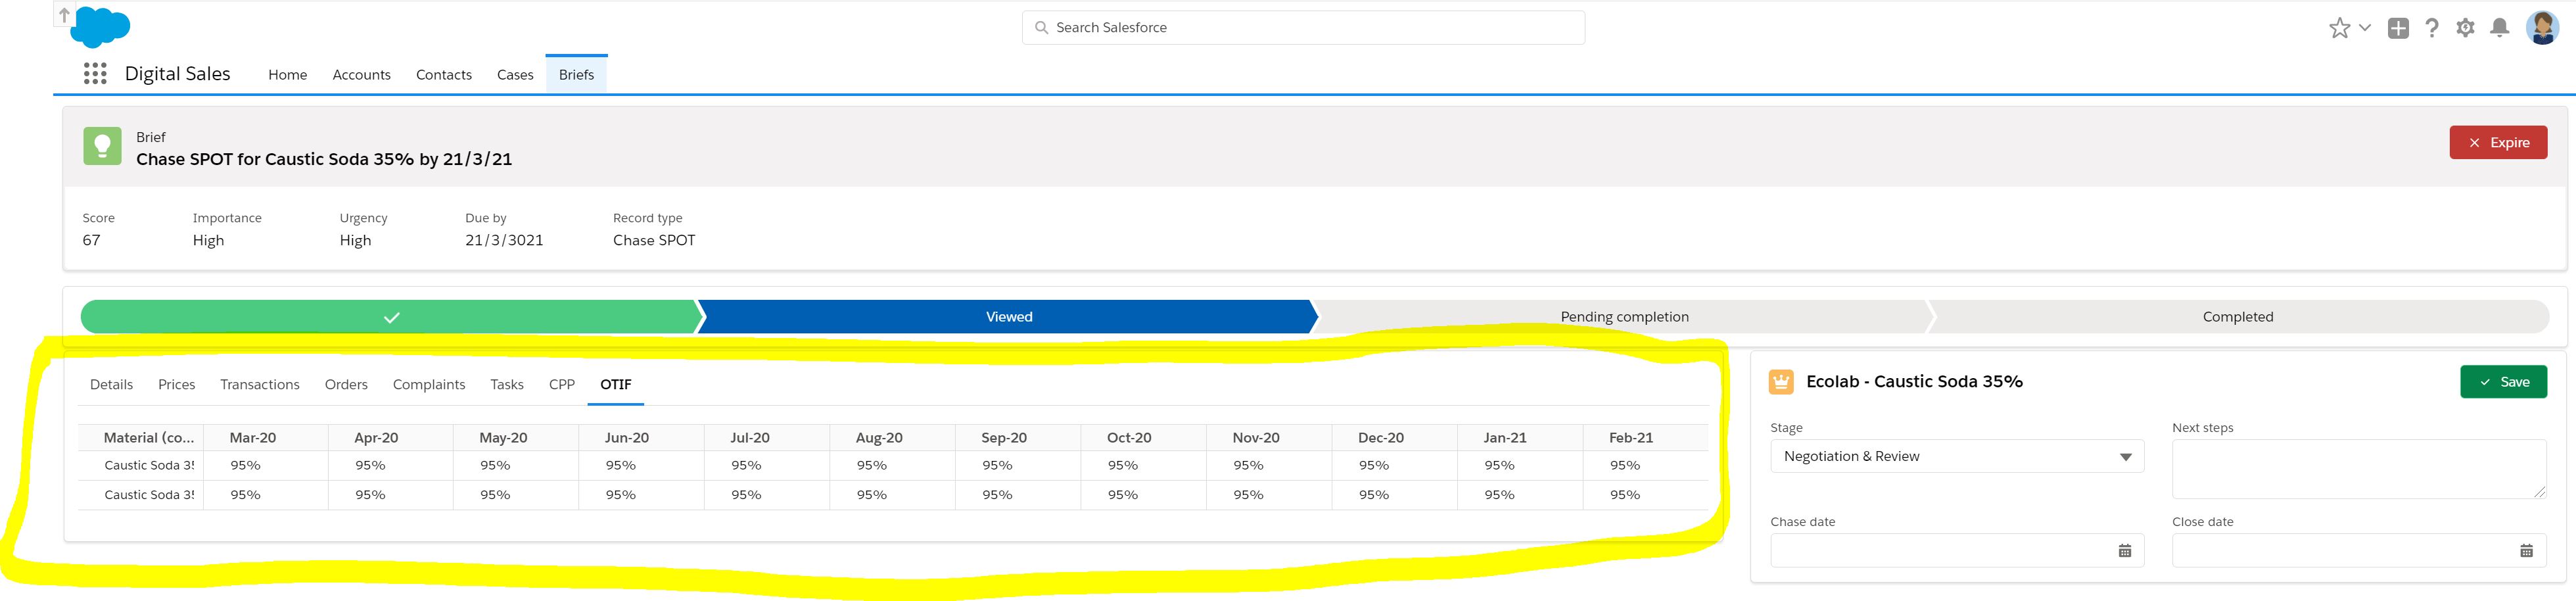 Search Salesforce
Digital Sales Home Accounts Contacts Cases Briefs
Brief
Chase SPOT for Caustic Soda 35% by 21/3/21
Expire
Score Importance Urgency Due by Record type
67 High High 21/3/3021 Chase SPOT
Viewed Pending completion Completed
Details Prices Transactions Orders Complaints Tasks CPP OTIF
Material (co... Mar-20 Apr-20 May-20 Jun-20 Jul-20 Aug-20 Sep-20 Oct-20 Nov-20 Dec-20 Jan-21 Feb-21
Caustic Soda 35 95% 95% 95% 95% 95% 95% 95% 95% 95% 95% 95% 95%
Caustic Soda 35 95% 95% 95% 95% 95% 95% 95% 95% 95% 95% 95% 95%
Ecolab - Caustic Soda 35%
Save
Stage Next steps
Negotiation & Review
Chase date Close date